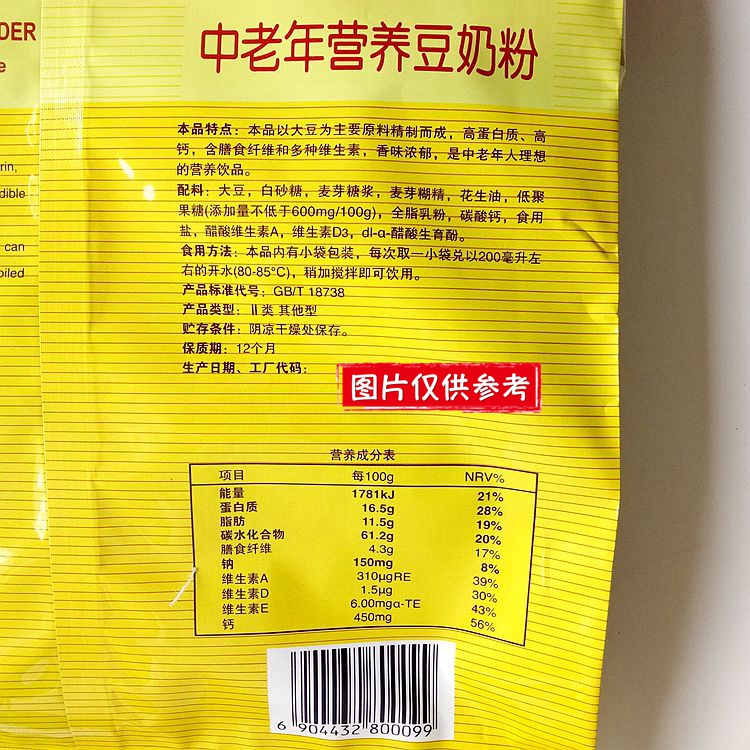 DER
e
rin,
dible
can
oiled
中老年营养豆奶粉
本品特点：本品以大豆为主要原料精制而成，高蛋白质、高
钙，含膳食纤维和多种维生素，香味浓郁，是中老年人理想
的营养饮品。
配料：大豆，白砂糖，麦芽糖浆，麦芽糊精，花生油，低聚
果糖(添加量不低于600mg/100g)，全脂乳粉，碳酸钙，食用
盐，醋酸维生素A，维生素D3，dl-α-醋酸生育酚。
食用方法：本品内有小袋包装，每次取一小袋兑以200毫升左
右的开水(80-85°C)，稍加搅拌即可饮用。
产品标准代号：GB/T 18738
产品类型：Ⅱ类 其他型
贮存条件：阴凉干燥处保存。
保质期：12个月
生产日期、工厂代码：
图片仅供参考
营养成分表
项目 每100g NRV%
能量 1781kJ 21%
蛋白质 16.5g 28%
脂肪 11.5g 19%
碳水化合物 61.2g 20%
膳食纤维 4.3g 17%
钠 150mg 8%
维生素A 310μgRE 39%
维生素D 1.5μg 30%
维生素E 6.00mgα-TE 43%
钙 450mg 56%
6 904432 800099